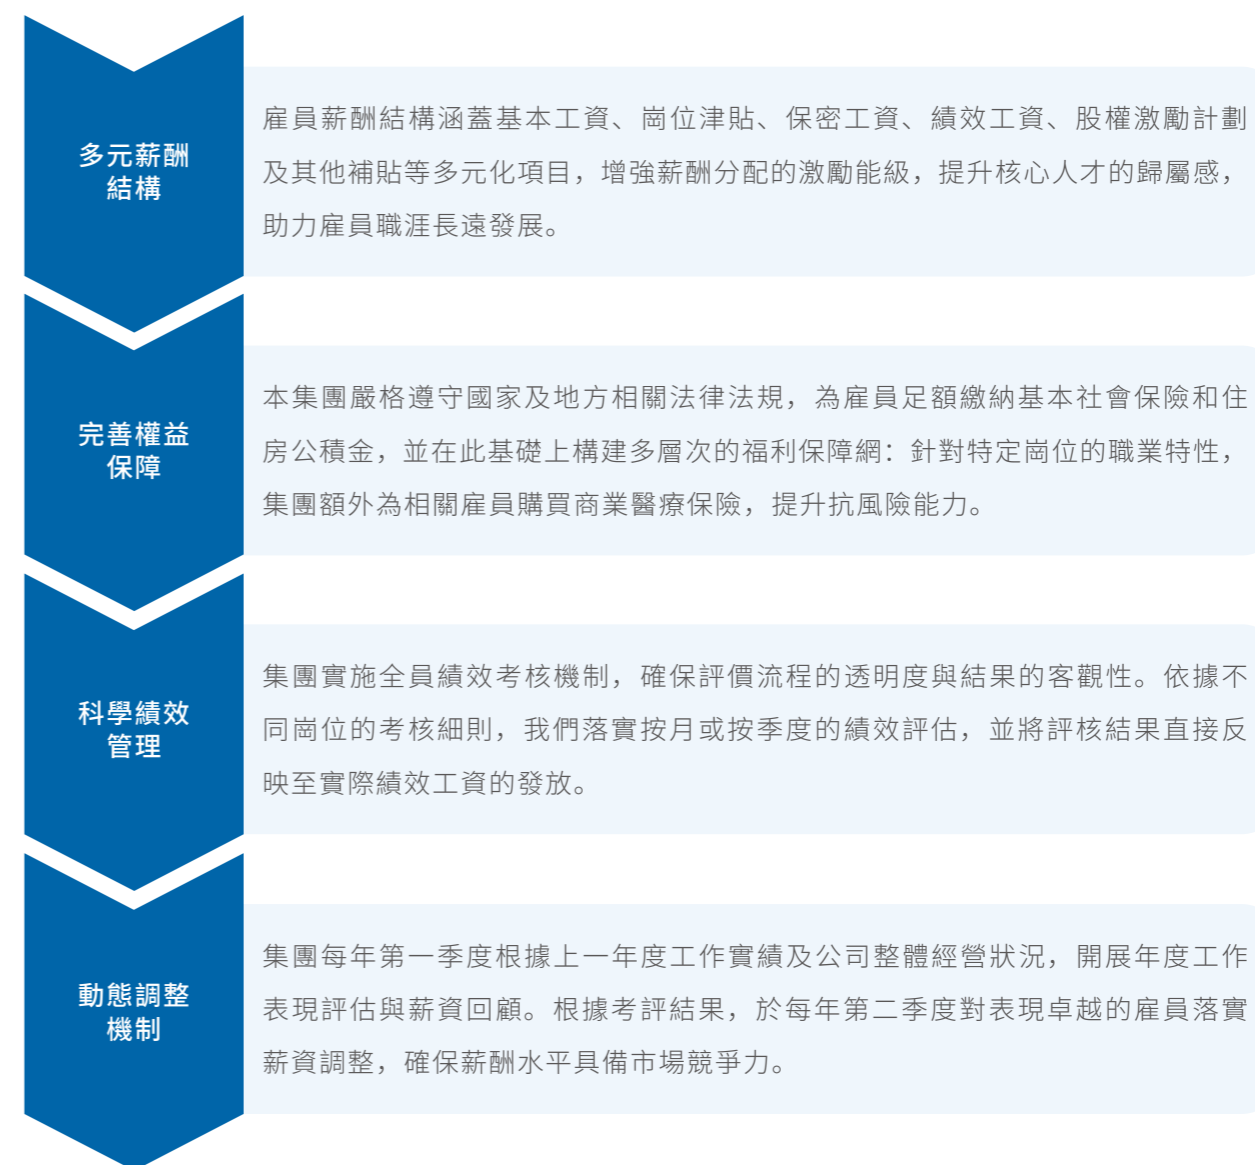 多元薪酬
結構
雇員薪酬結構涵蓋基本工資、崗位津貼、保密工資、績效工資、股權激勵計劃
及其他補貼等多元化項目，增強薪酬分配的激勵能級，提升核心人才的歸屬感，
助力雇員職涯長遠發展。
完善權益
保障
本集團嚴格遵守國家及地方相關法律法規，為雇員足額繳納基本社會保險和住
房公積金，並在此基礎上構建多層次的福利保障網：針對特定崗位的職業特性，
集團額外為相關雇員購買商業醫療保險，提升抗風險能力。
科學績效
管理
集團實施全員績效考核機制，確保評價流程的透明度與結果的客觀性。依據不
同崗位的考核細則，我們落實按月或按季度的績效評估，並將評核結果直接反
映至實際績效工資的發放。
動態調整
機制
集團每年第一季度根據上一年度工作實績及公司整體經營狀況，開展年度工作
表現評估與薪資回顧。根據考評結果，於每年第二季度對表現卓越的雇員落實
薪資調整，確保薪酬水平具備市場競爭力。